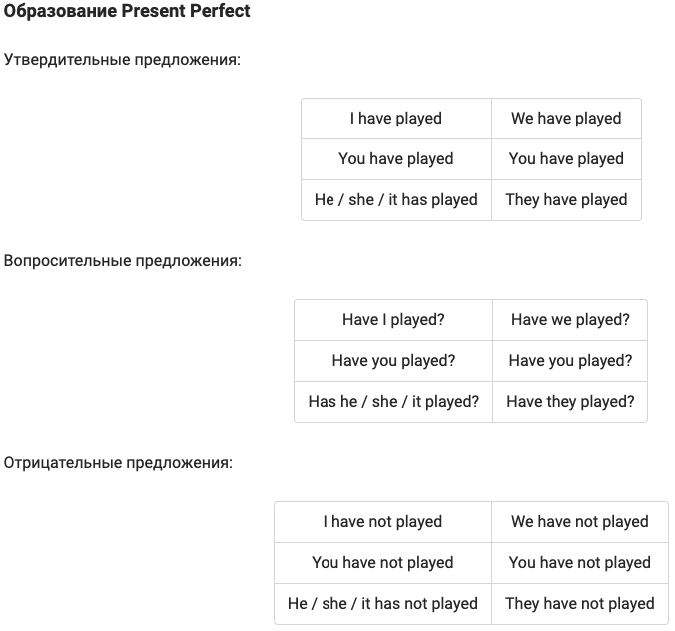 Образование Present Perfect
Утвердительные предложения:
I have played We have played
You have played You have played
He / she / it has played They have played
Вопросительные предложения:
Have I played? Have we played?
Have you played? Have you played?
Has he / she / it played? Have they played?
Отрицательные предложения:
I have not played We have not played
You have not played You have not played
He / she / it has not played They have not played